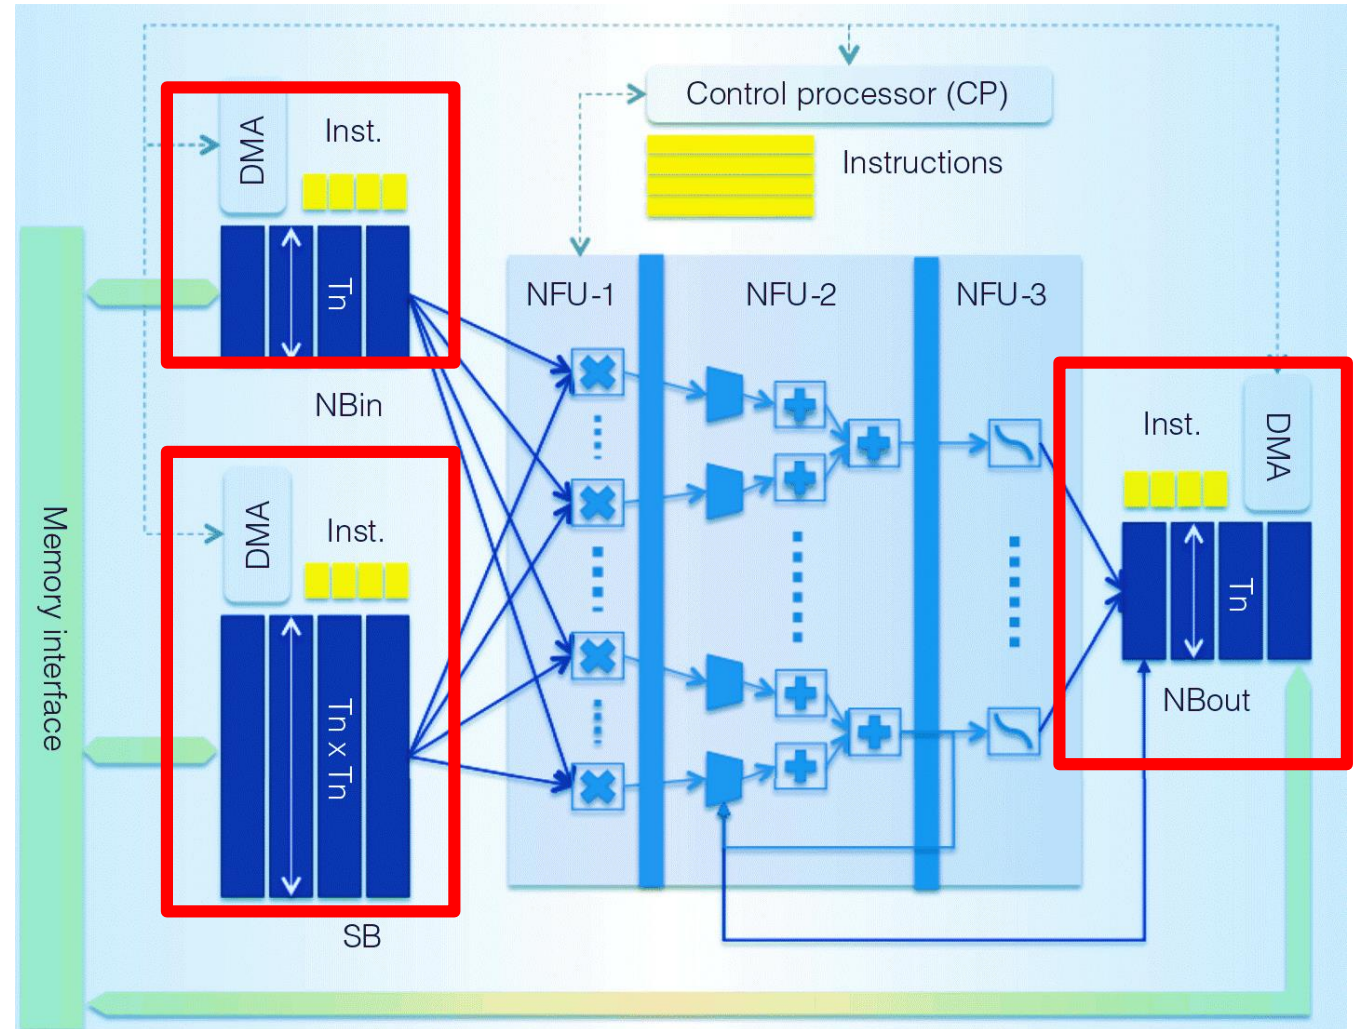 Control processor (CP)
Instructions
DMA
Inst.
Tn
NBin
NFU-1
NFU-2
NFU-3
DMA
Inst.
Tn x Tn
SB
Memory interface
Inst.
DMA
Tn
NBout